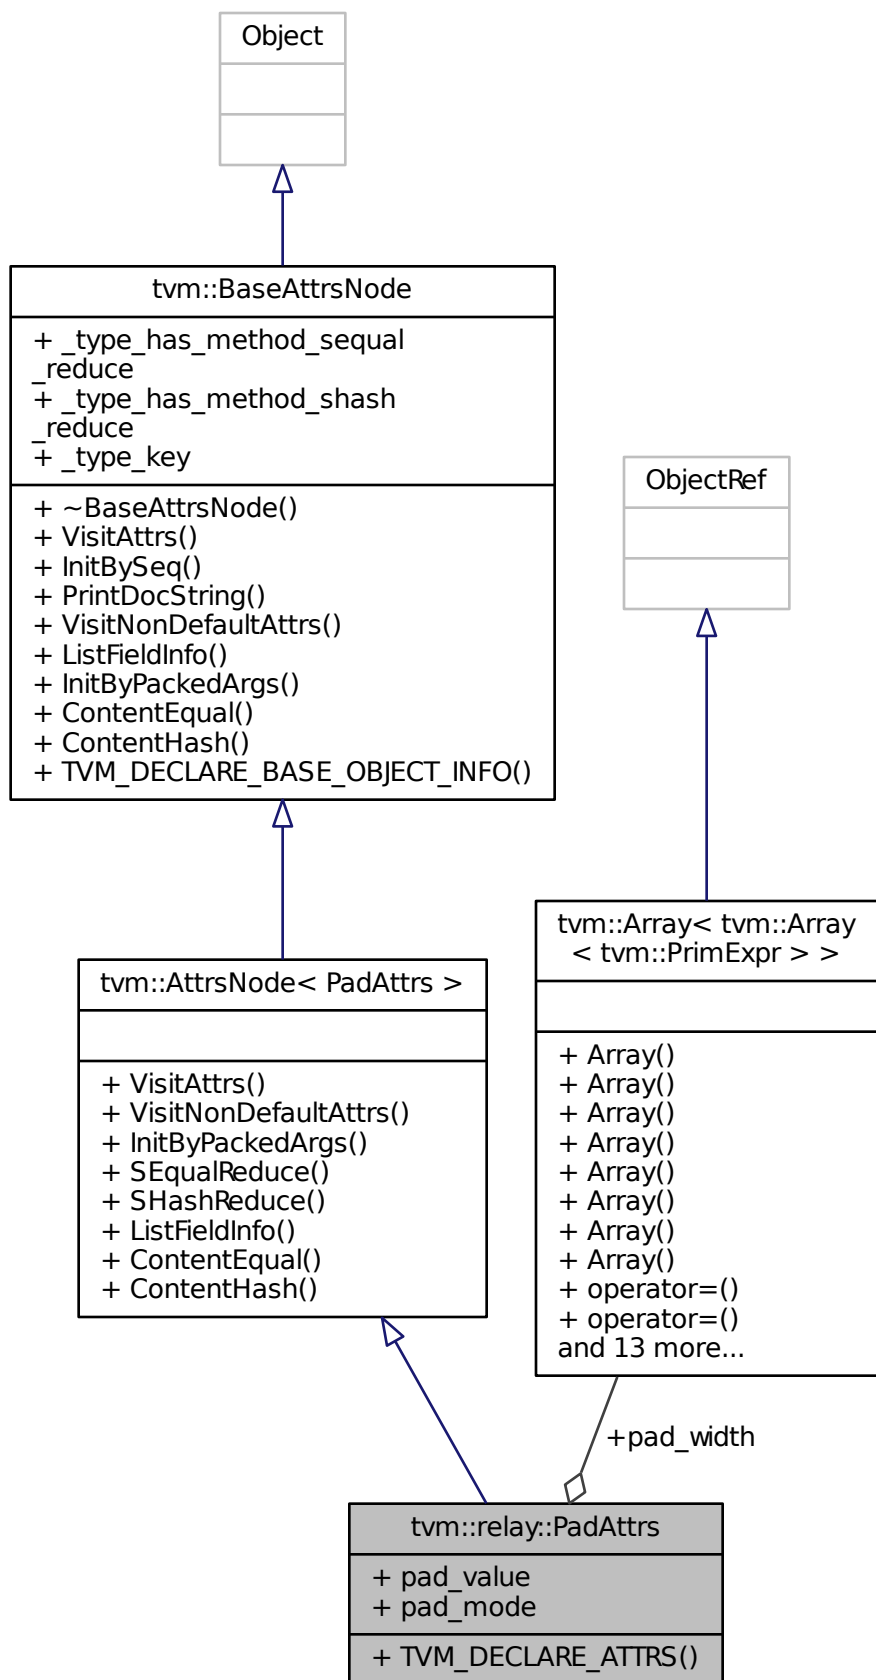 Object
tvm::BaseAttrsNode
+ _type_has_method_sequal
_reduce
+ _type_has_method_shash
_reduce
+ _type_key
+ ~BaseAttrsNode()
+ VisitAttrs()
+ InitBySeq()
+ PrintDocString()
+ VisitNonDefaultAttrs()
+ ListFieldInfo()
+ InitByPackedArgs()
+ ContentEqual()
+ ContentHash()
+ TVM_DECLARE_BASE_OBJECT_INFO()
ObjectRef
tvm::AttrsNode< PadAttrs >
+ VisitAttrs()
+ VisitNonDefaultAttrs()
+ InitByPackedArgs()
+ SEqualReduce()
+ SHashReduce()
+ ListFieldInfo()
+ ContentEqual()
+ ContentHash()
tvm::Array< tvm::Array
< tvm::PrimExpr > >
+ Array()
+ Array()
+ Array()
+ Array()
+ Array()
+ Array()
+ Array()
+ Array()
+ operator=()
+ operator=()
and 13 more...
+pad_width
tvm::relay::PadAttrs
+ pad_value
+ pad_mode
+ TVM_DECLARE_ATTRS()